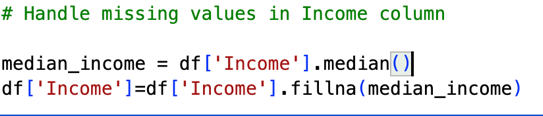 # Handle missing values in Income column
median_income = df['Income'].median()
df['Income']=df['Income'].fillna(median_income)